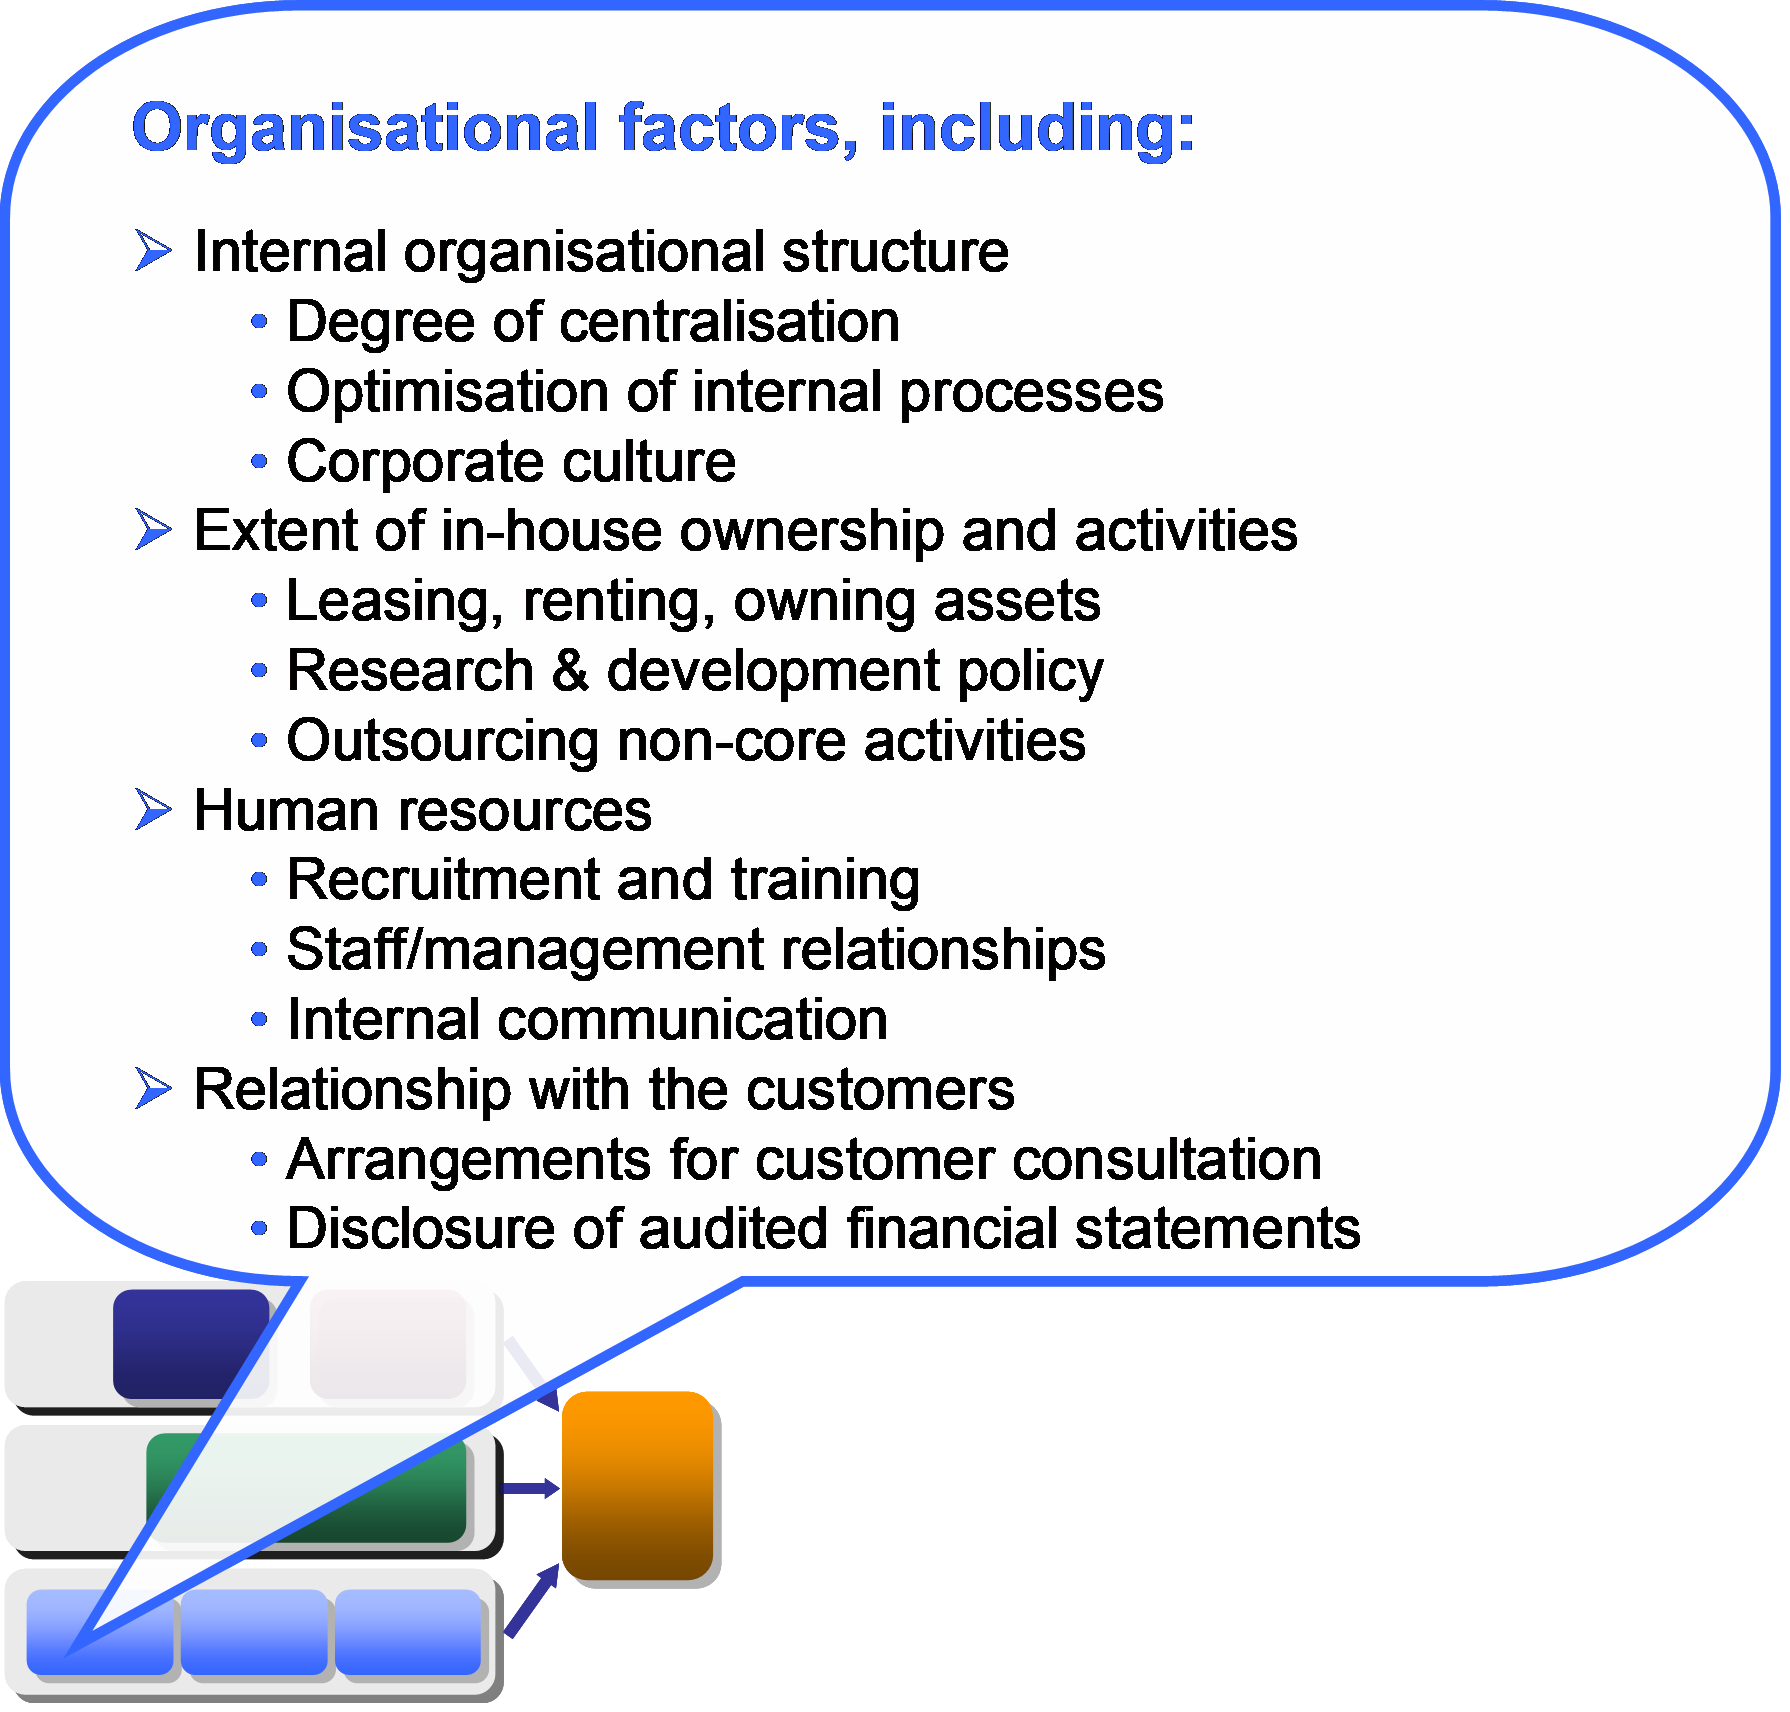 Organisational factors, including:
Internal organisational structure
• Degree of centralisation
• Optimisation of internal processes
• Corporate culture
Extent of in-house ownership and activities
• Leasing, renting, owning assets
• Research & development policy
• Outsourcing non-core activities
Human resources
• Recruitment and training
• Staff/management relationships
• Internal communication
Relationship with the customers
• Arrangements for customer consultation
• Disclosure of audited financial statements